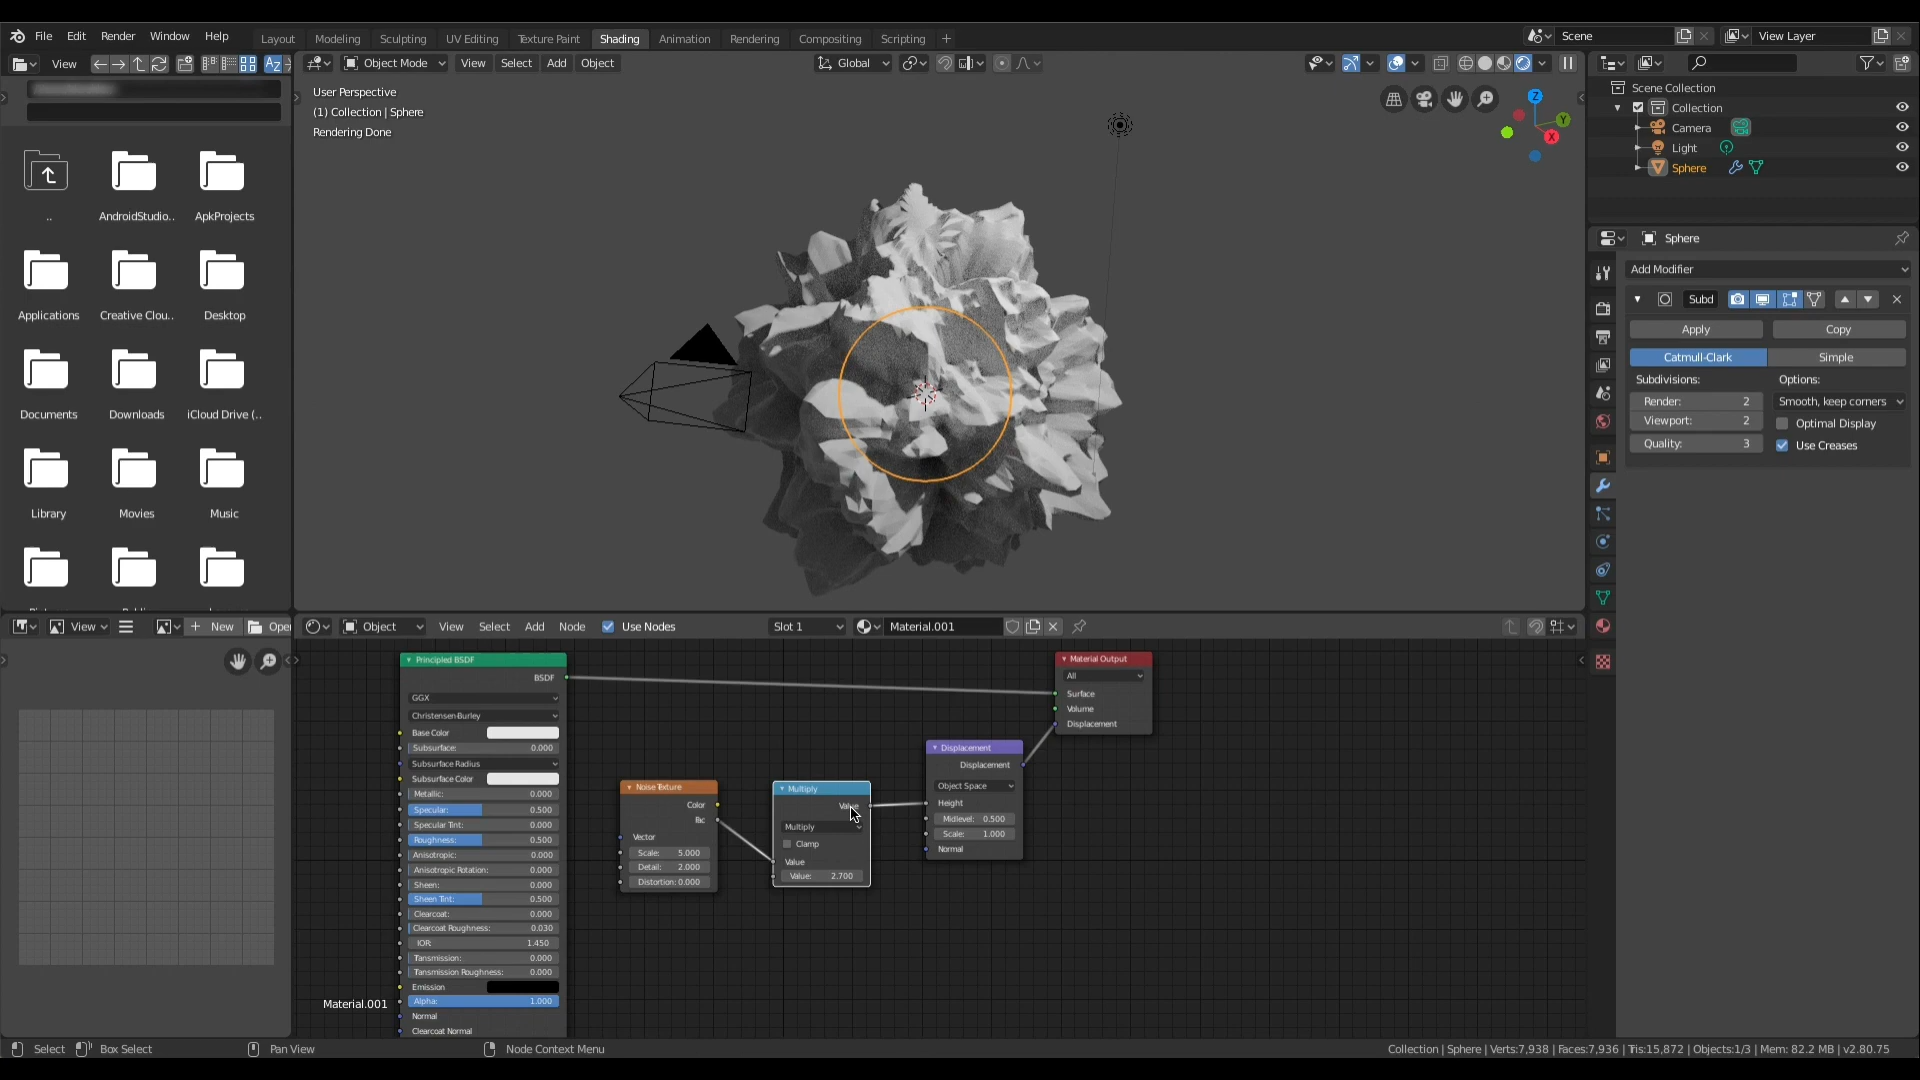 File Edit Render Window Help
Layout Modeling Sculpting UV Editing Texture Paint Shading Animation Rendering Compositing Scripting +
Scene
View Layer
View
Az
Object Mode View Select Add Object
Global
User Perspective
(1) Collection | Sphere
Rendering Done
Z
Y
X
..
AndroidStudio..
ApkProjects
Applications
Creative Clou..
Desktop
Documents
Downloads
iCloud Drive (..
Library
Movies
Music
Scene Collection
Collection
Camera
Light
Sphere
Sphere
Add Modifier
Subd
Apply
Copy
Catmull-Clark
Simple
Subdivisions:
Options:
Render: 2
Smooth, keep corners
Viewport: 2
Optimal Display
Quality: 3
Use Creases
View
New
Open
Object View Select Add Node Use Nodes
Slot 1
Material.001
Principled BSDF
BSDF
GGX
Christensen-Burley
Base Color
Subsurface: 0.000
Subsurface Radius
Subsurface Color
Metallic: 0.000
Specular: 0.500
Specular Tint: 0.000
Roughness: 0.500
Anisotropic: 0.000
Anisotropic Rotation: 0.000
Sheen: 0.000
Sheen Tint: 0.500
Clearcoat: 0.000
Clearcoat Roughness: 0.030
IOR: 1.450
Transmission: 0.000
Transmission Roughness: 0.000
Emission
Alpha: 1.000
Normal
Clearcoat Normal
Noise Texture
Color
Fac
Vector
Scale: 5.000
Detail: 2.000
Distortion: 0.000
Multiply
Value
Multiply
Clamp
Value
Value: 2.700
Displacement
Displacement
Object Space
Height
Midlevel: 0.500
Scale: 1.000
Normal
Material Output
All
Surface
Volume
Displacement
Material.001
Select
Box Select
Pan View
Node Context Menu
Collection | Sphere | Verts:7,938 | Faces:7,936 | Tris:15,872 | Objects:1/3 | Mem: 82.2 MB | v2.80.75